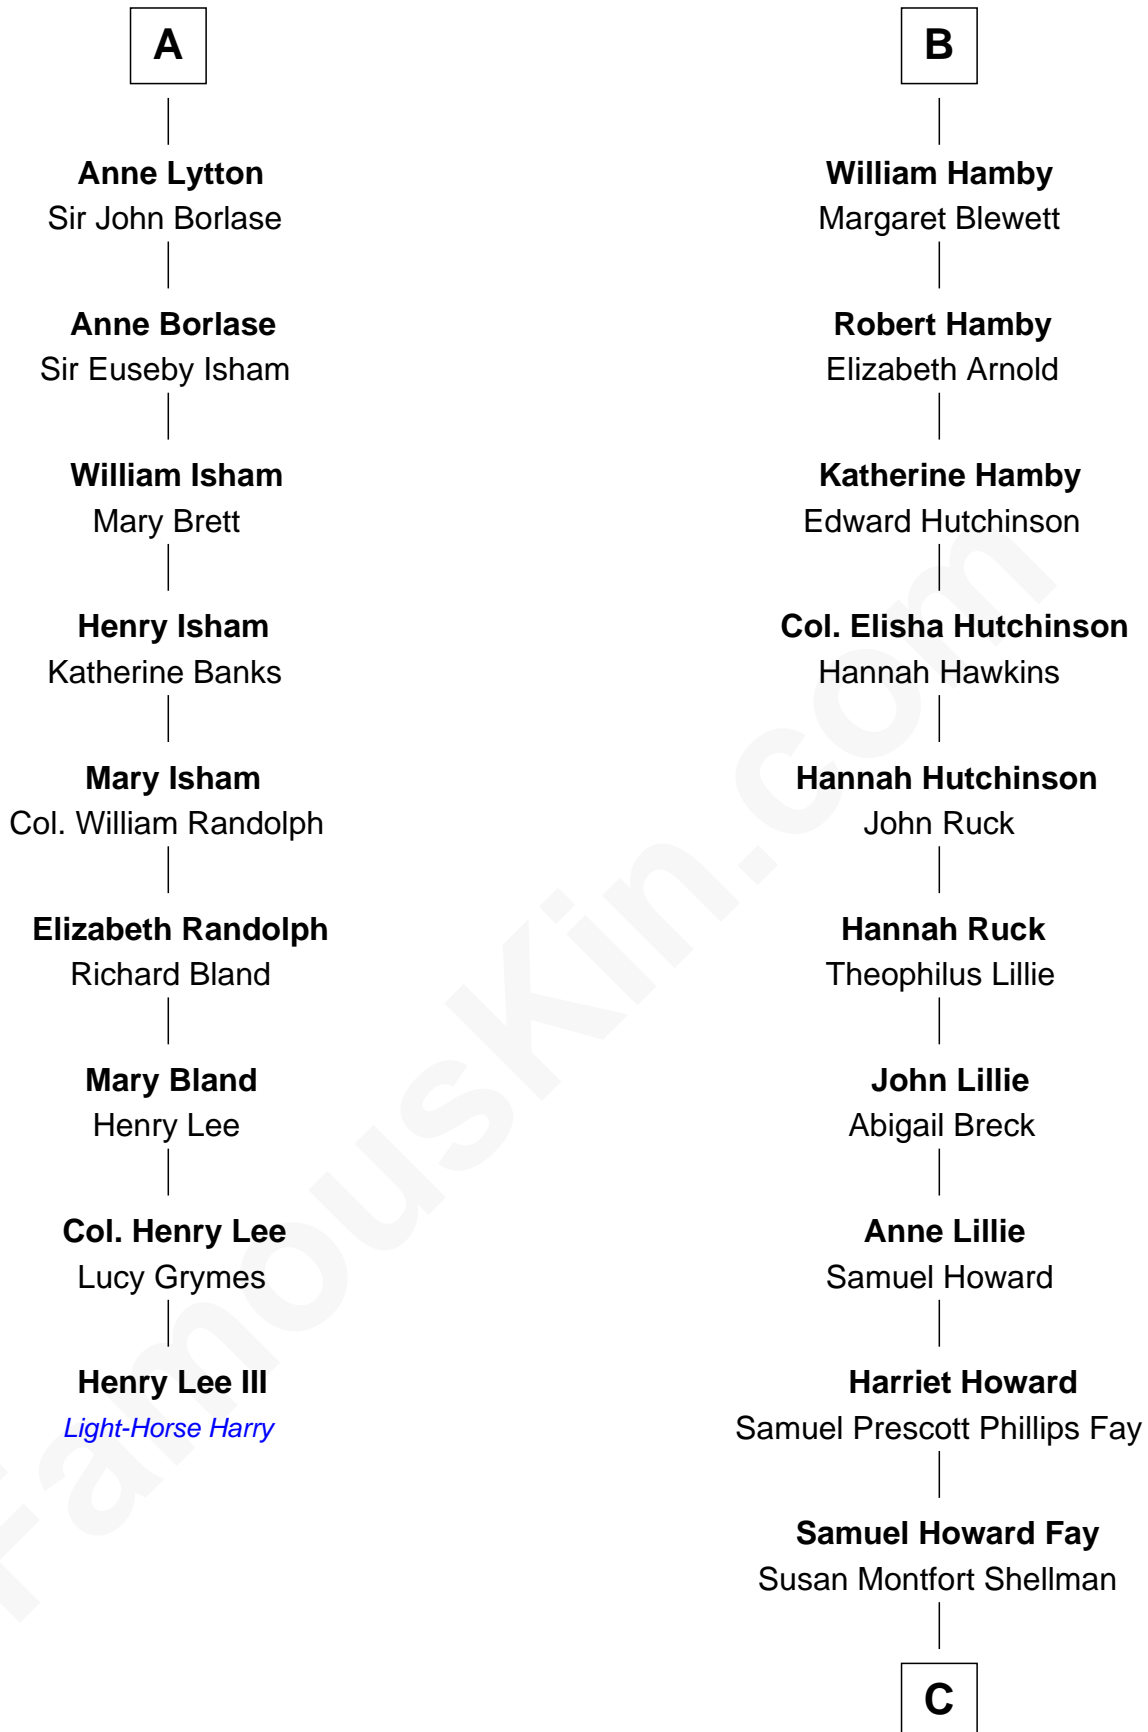 A
Anne Lytton
Sir John Borlase
Anne Borlase
Sir Euseby Isham
William Isham
Mary Brett
Henry Isham
Katherine Banks
Mary Isham
Col. William Randolph
Elizabeth Randolph
Richard Bland
Mary Bland
Henry Lee
Col. Henry Lee
Lucy Grymes
Henry Lee III
Light-Horse Harry
B
William Hamby
Margaret Blewett
Robert Hamby
Elizabeth Arnold
Katherine Hamby
Edward Hutchinson
Col. Elisha Hutchinson
Hannah Hawkins
Hannah Hutchinson
John Ruck
Hannah Ruck
Theophilus Lillie
John Lillie
Abigail Breck
Anne Lillie
Samuel Howard
Harriet Howard
Samuel Prescott Phillips Fay
Samuel Howard Fay
Susan Montfort Shellman
C
FamousKin.com